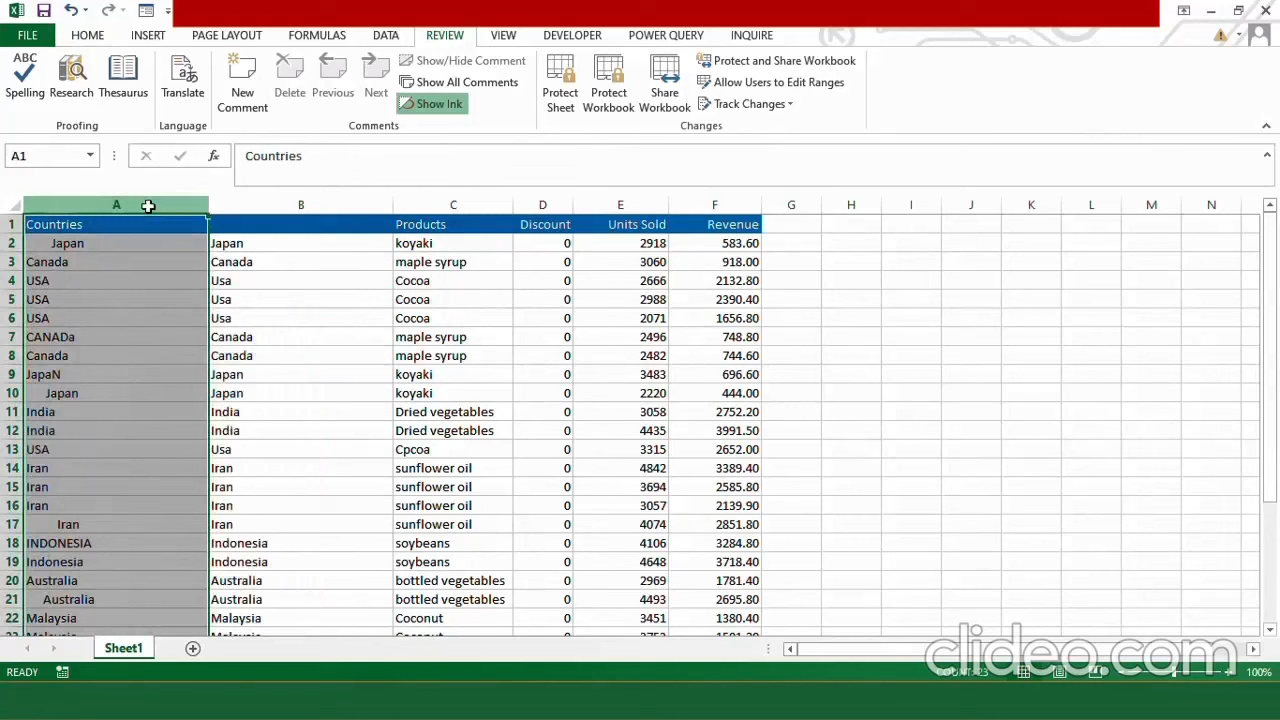 FILE HOME INSERT PAGE LAYOUT FORMULAS DATA REVIEW VIEW DEVELOPER POWER QUERY INQUIRE
ABC
Spelling Research Thesaurus Translate New Comment Delete Previous Next
Show/Hide Comment
Show All Comments
Show Ink
Protect Sheet Protect Workbook Share Workbook
Protect and Share Workbook
Allow Users to Edit Ranges
Track Changes
Proofing Language Comments Changes
A1 fx Countries
A B C D E F G H I J K L M N
1 Countries Products Discount Units Sold Revenue
2 Japan Japan koyaki 0 2918 583.60
3 Canada Canada maple syrup 0 3060 918.00
4 USA Usa Cocoa 0 2666 2132.80
5 USA Usa Cocoa 0 2988 2390.40
6 USA Usa Cocoa 0 2071 1656.80
7 CANADa Canada maple syrup 0 2496 748.80
8 Canada Canada maple syrup 0 2482 744.60
9 JapaN Japan koyaki 0 3483 696.60
10 Japan Japan koyaki 0 2220 444.00
11 India India Dried vegetables 0 3058 2752.20
12 India India Dried vegetables 0 4435 3991.50
13 USA Usa Cpcoa 0 3315 2652.00
14 Iran Iran sunflower oil 0 4842 3389.40
15 Iran Iran sunflower oil 0 3694 2585.80
16 Iran Iran sunflower oil 0 3057 2139.90
17 Iran Iran sunflower oil 0 4074 2851.80
18 INDONESIA Indonesia soybeans 0 4106 3284.80
19 Indonesia Indonesia soybeans 0 4648 3718.40
20 Australia Australia bottled vegetables 0 2969 1781.40
21 Australia Australia bottled vegetables 0 4493 2695.80
22 Malaysia Malaysia Coconut 0 3451 1380.40
Sheet1
clideo.com
READY COUNT: 23 100%